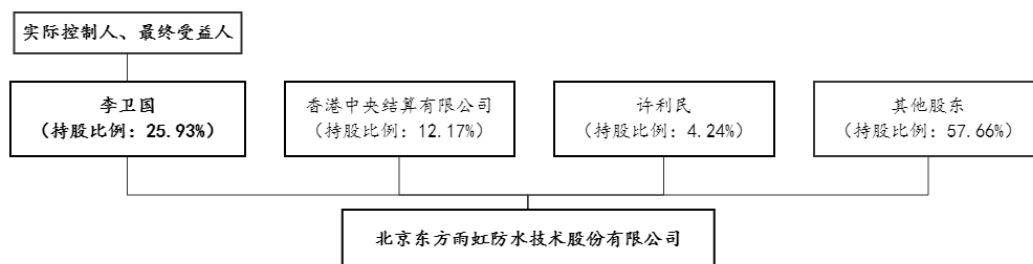 实际控制人、最终受益人
李卫国
（持股比例：25.93%）
香港中央结算有限公司
（持股比例：12.17%）
许利民
（持股比例：4.24%）
其他股东
（持股比例：57.66%）
北京东方雨虹防水技术股份有限公司